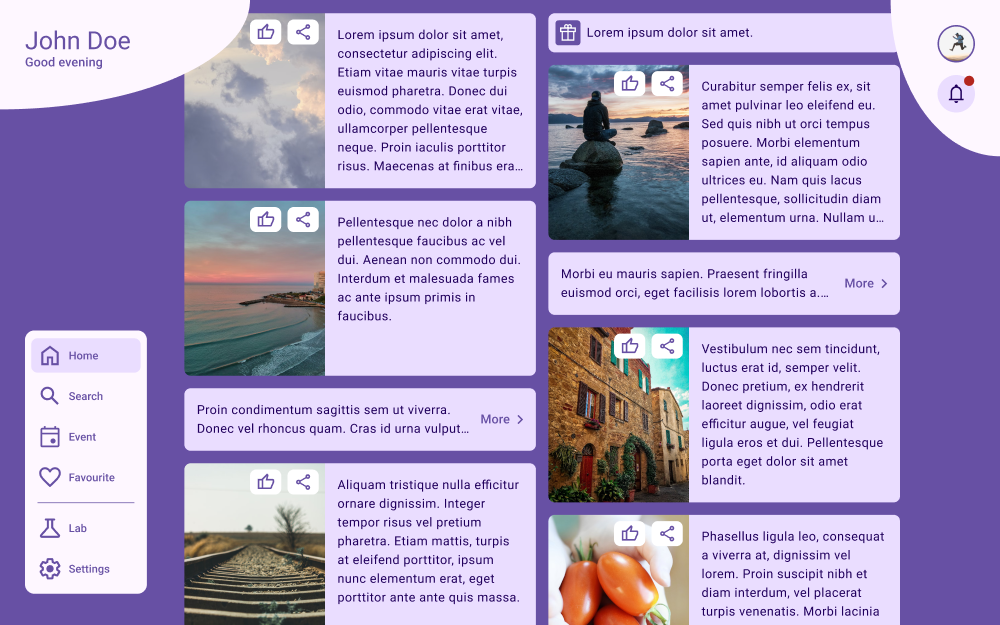 John Doe
Good evening
Home
Search
Event
Favourite
Lab
Settings
Lorem ipsum dolor sit amet,
consectetur adipiscing elit.
Etiam vitae mauris vitae turpis
euismod pharetra. Donec dui
odio, commodo vitae erat vitae,
ullamcorper pellentesque
neque. Proin iaculis porttitor
risus. Maecenas at finibus era…
Pellentesque nec dolor a nibh
pellentesque faucibus ac vel
dui. Aenean non commodo dui.
Interdum et malesuada fames
ac ante ipsum primis in
faucibus.
Proin condimentum sagittis sem ut viverra.
Donec vel rhoncus quam. Cras id urna vulput…
More
Aliquam tristique nulla efficitur
ornare dignissim. Integer
tempor risus vel pretium
pharetra. Etiam mattis, turpis
at eleifend porttitor, ipsum
nunc elementum erat, eget
porttitor ante ante quis massa.
Lorem ipsum dolor sit amet.
Curabitur semper felis ex, sit
amet pulvinar leo eleifend eu.
Sed quis nibh ut orci tempus
posuere. Morbi elementum
sapien ante, id aliquam odio
ultrices eu. Nam quis lacus
pellentesque, sollicitudin diam
ut, elementum urna. Nullam u…
Morbi eu mauris sapien. Praesent fringilla
euismod orci, eget facilisis lorem lobortis a.…
More
Vestibulum nec sem tincidunt,
luctus erat id, semper velit.
Donec pretium, ex hendrerit
laoreet dignissim, odio erat
efficitur augue, vel feugiat
ligula eros et dui. Pellentesque
porta eget dolor sit amet
blandit.
Phasellus ligula leo, consequat
a viverra at, dignissim vel
lorem. Proin suscipit nibh et
diam interdum, vel placerat
turpis venenatis. Morbi lacinia